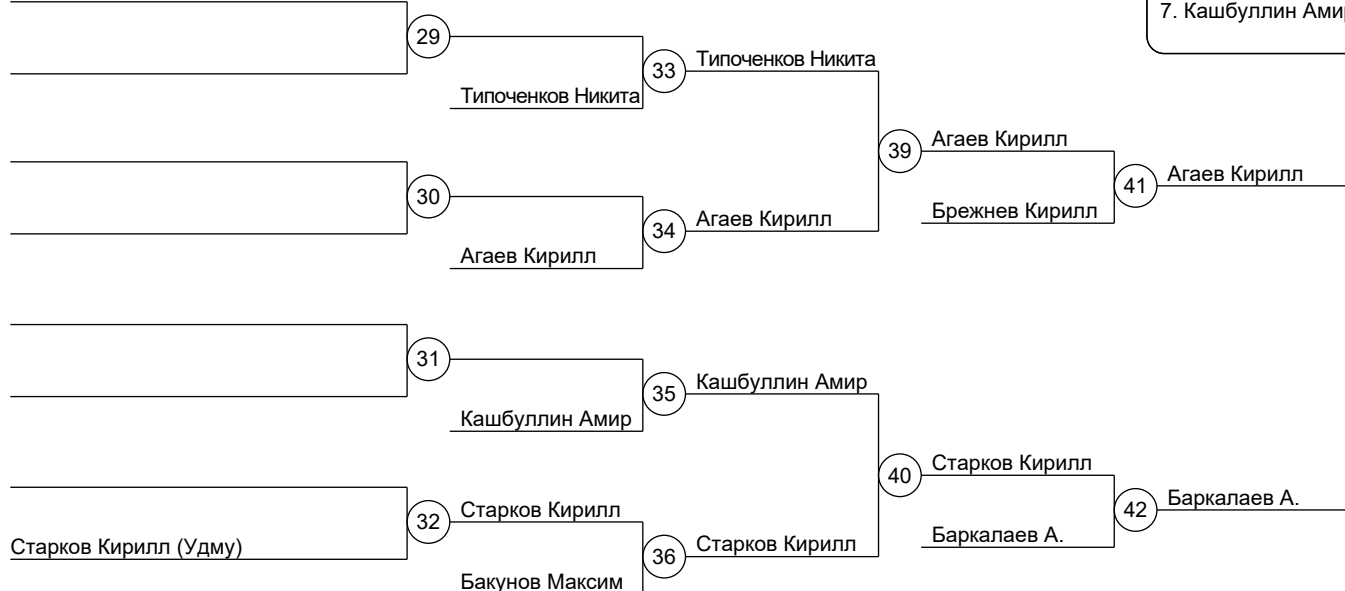 7. Кашбуллин Амир
29
33
Типоченков Никита
Типоченков Никита
39
Агаев Кирилл
41
Агаев Кирилл
30
Брежнев Кирилл
34
Агаев Кирилл
Агаев Кирилл
31
35
Кашбуллин Амир
Кашбуллин Амир
40
Старков Кирилл
42
Баркалаев А.
32
Старков Кирилл
Баркалаев А.
Старков Кирилл (Удму)
36
Старков Кирилл
Бакунов Максим